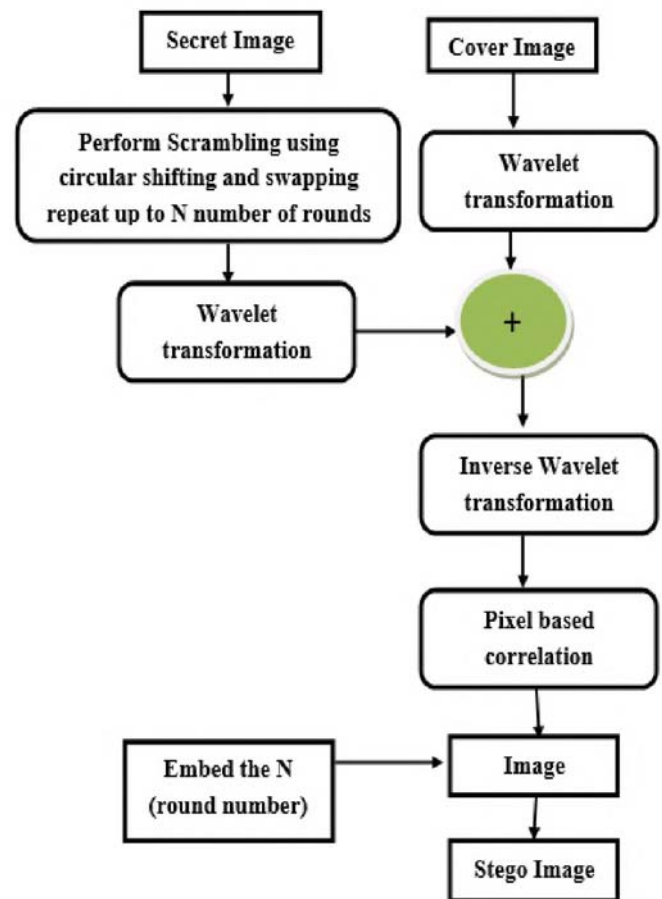 Secret Image
Cover Image
Perform Scrambling using
circular shifting and swapping
repeat up to N number of rounds
Wavelet
transformation
Wavelet
transformation
+
Inverse Wavelet
transformation
Pixel based
correlation
Embed the N
(round number)
Image
Stego Image